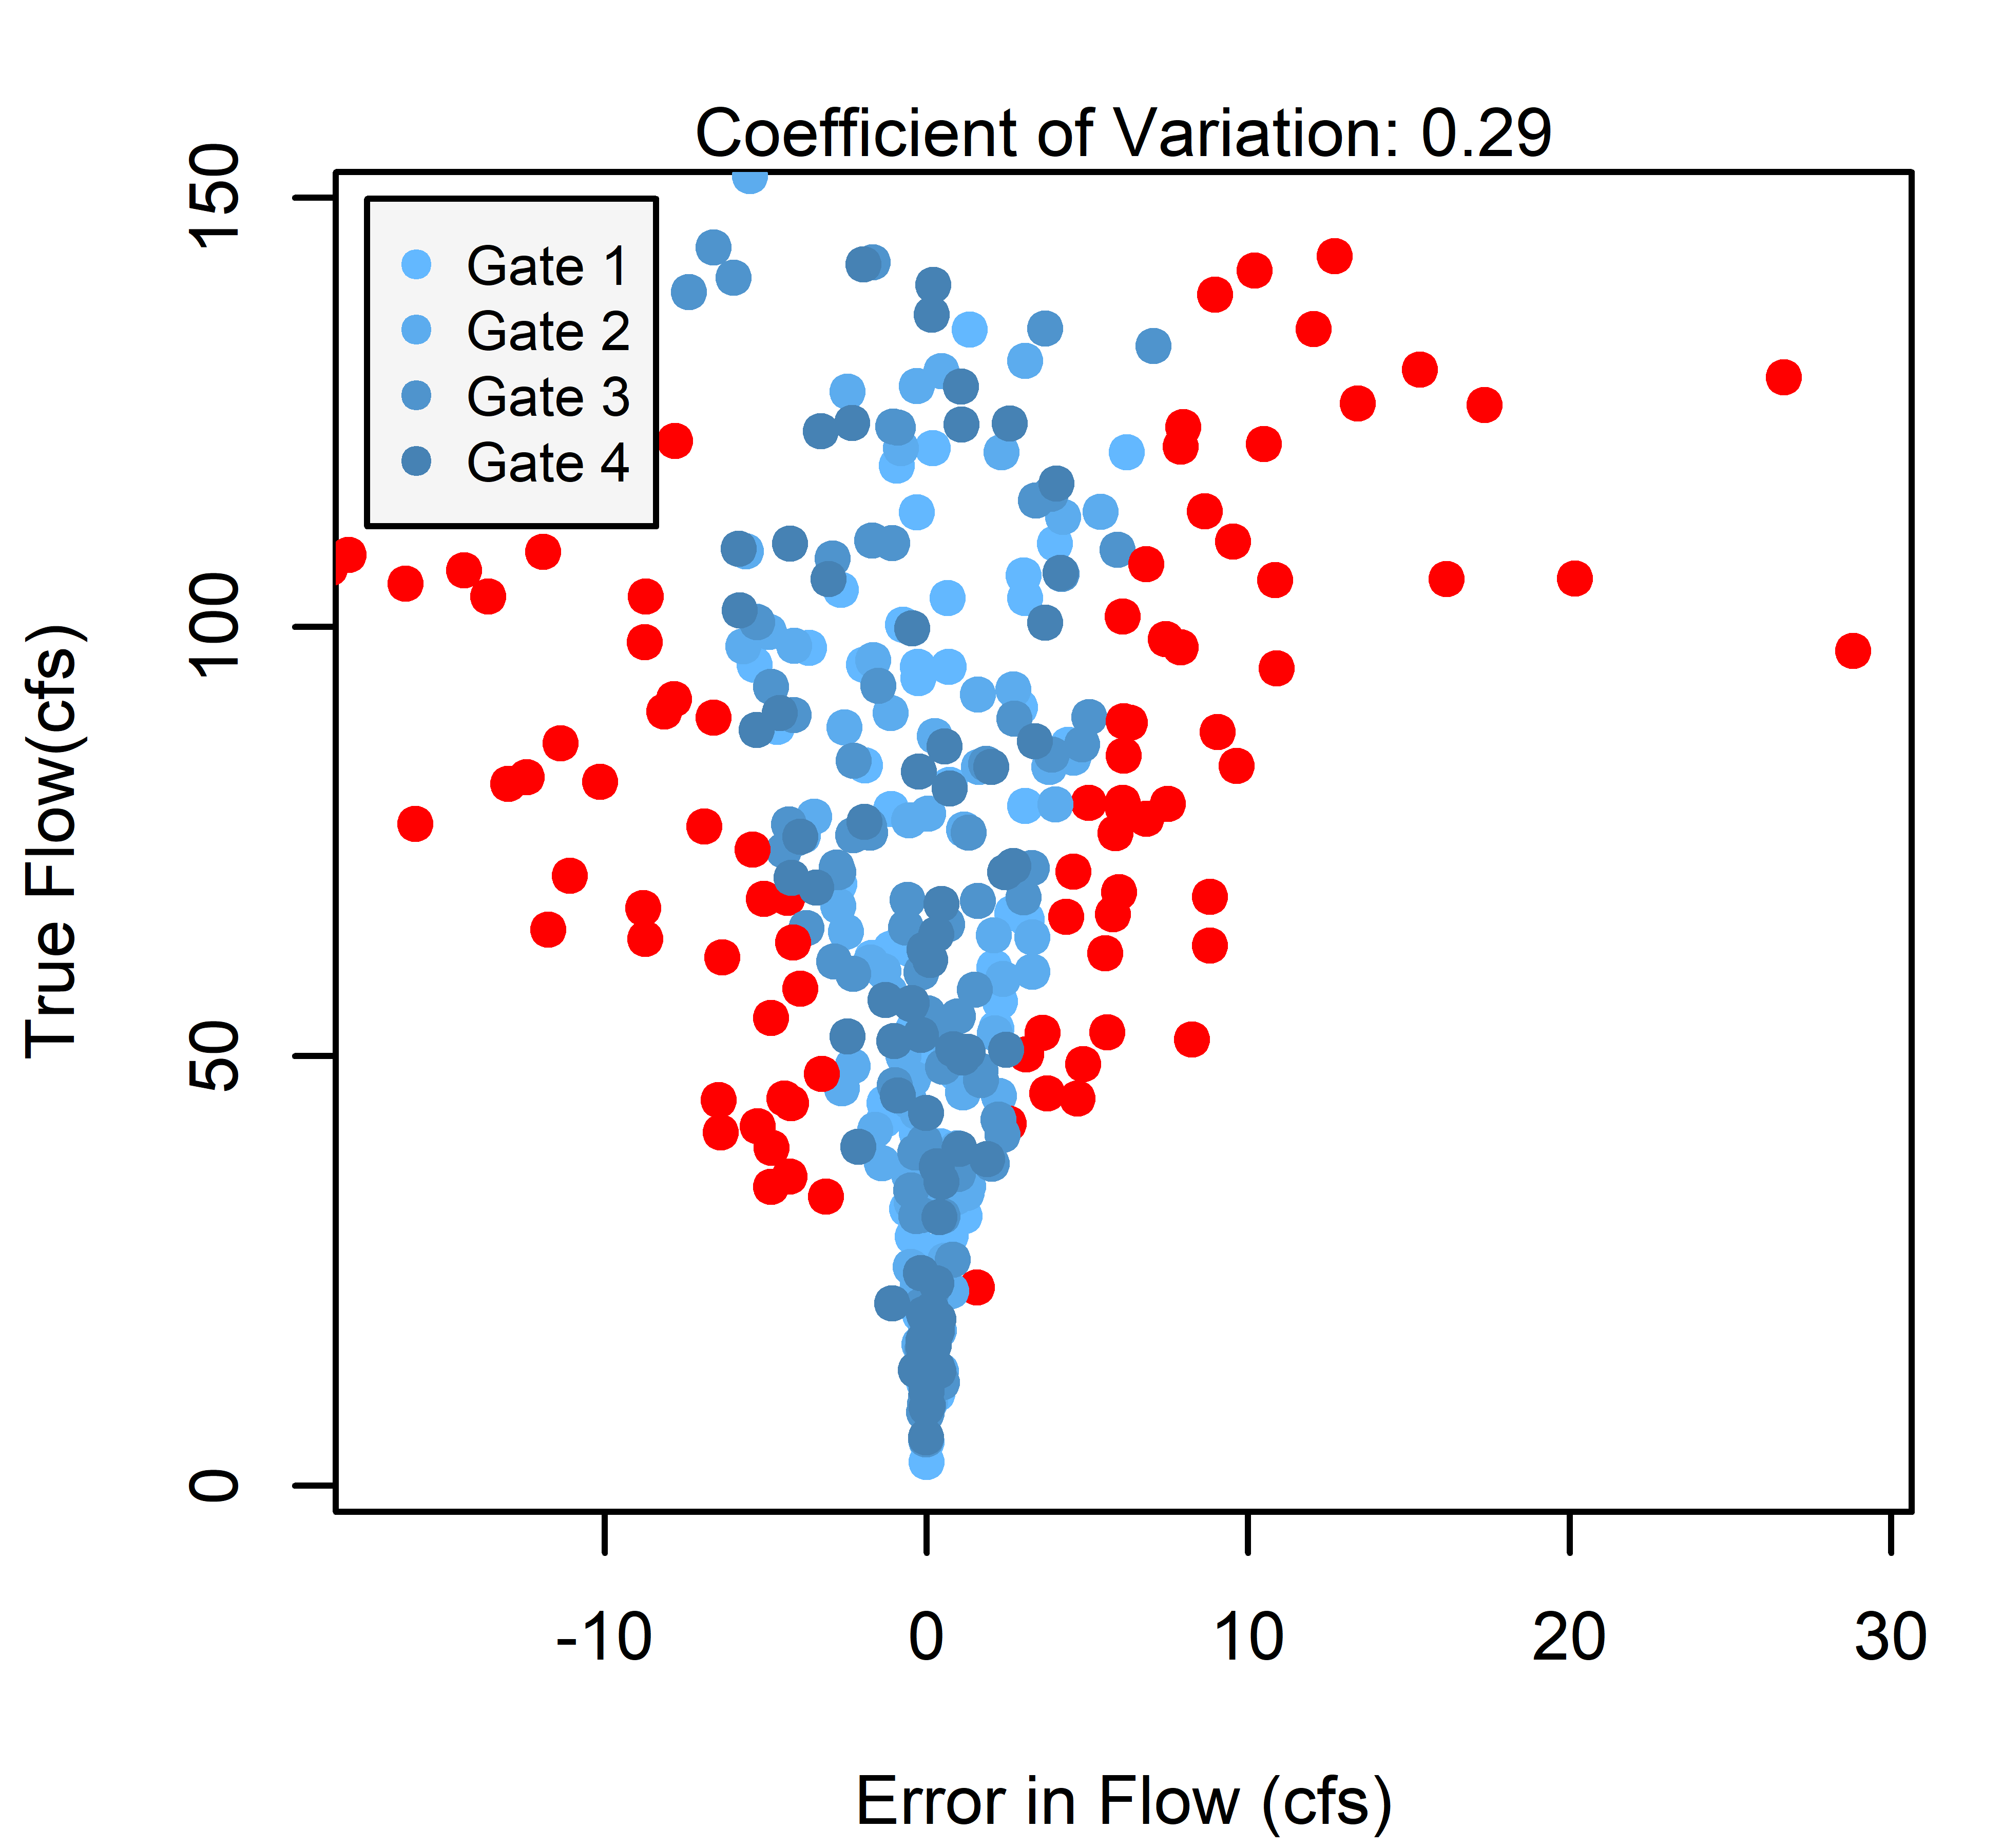 Coefficient of Variation: 0.29
150
100
50
0
True Flow(cfs)
Gate 1
Gate 2
Gate 3
Gate 4
-10 0 10 20 30
Error in Flow (cfs)